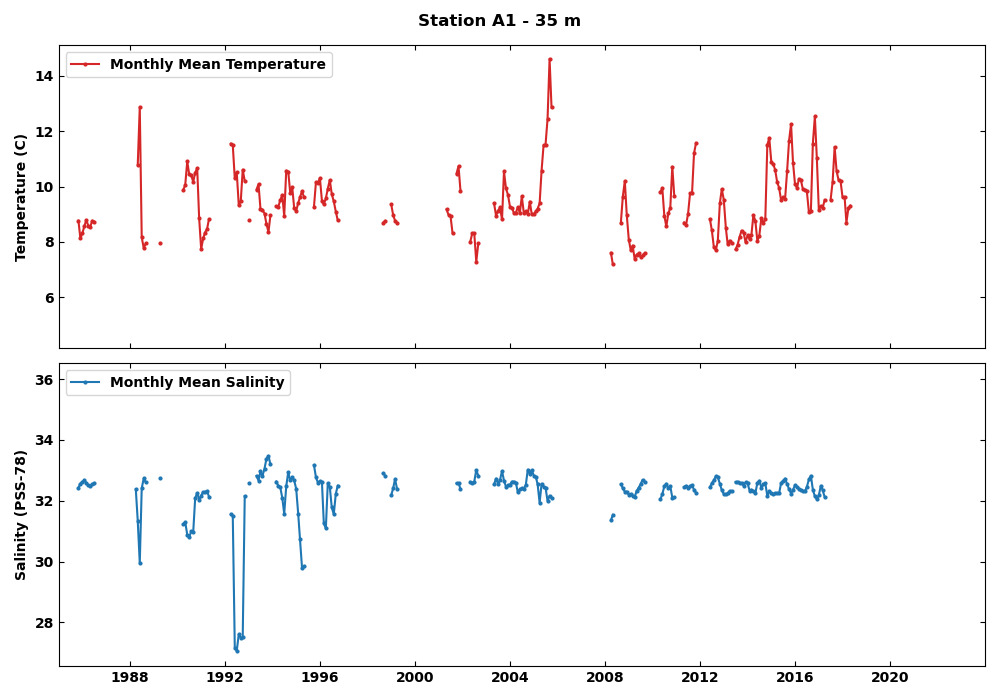 Station A1 - 35 m
Monthly Mean Temperature
Temperature (C)
14
12
10
8
6
Monthly Mean Salinity
Salinity (PSS-78)
36
34
32
30
28
1988 1992 1996 2000 2004 2008 2012 2016 2020